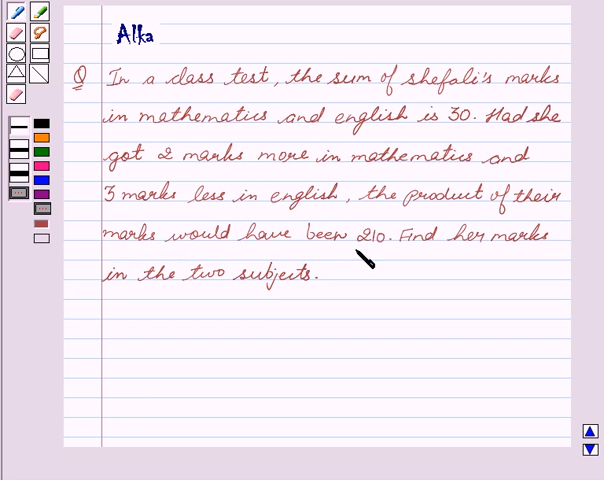 Alka
Q In a class test, the sum of shefali's marks
in mathematics and english is 30. Had she
got 2 marks more in mathematics and
3 marks less in english, the product of their
marks would have been 210. Find her marks
in the two subjects.